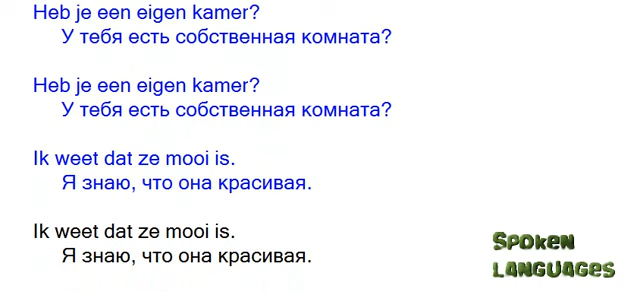 Heb je een eigen kamer?
У тебя есть собственная комната?
Heb je een eigen kamer?
У тебя есть собственная комната?
Ik weet dat ze mooi is.
Я знаю, что она красивая.
Ik weet dat ze mooi is.
Я знаю, что она красивая.
Spoken
Languages